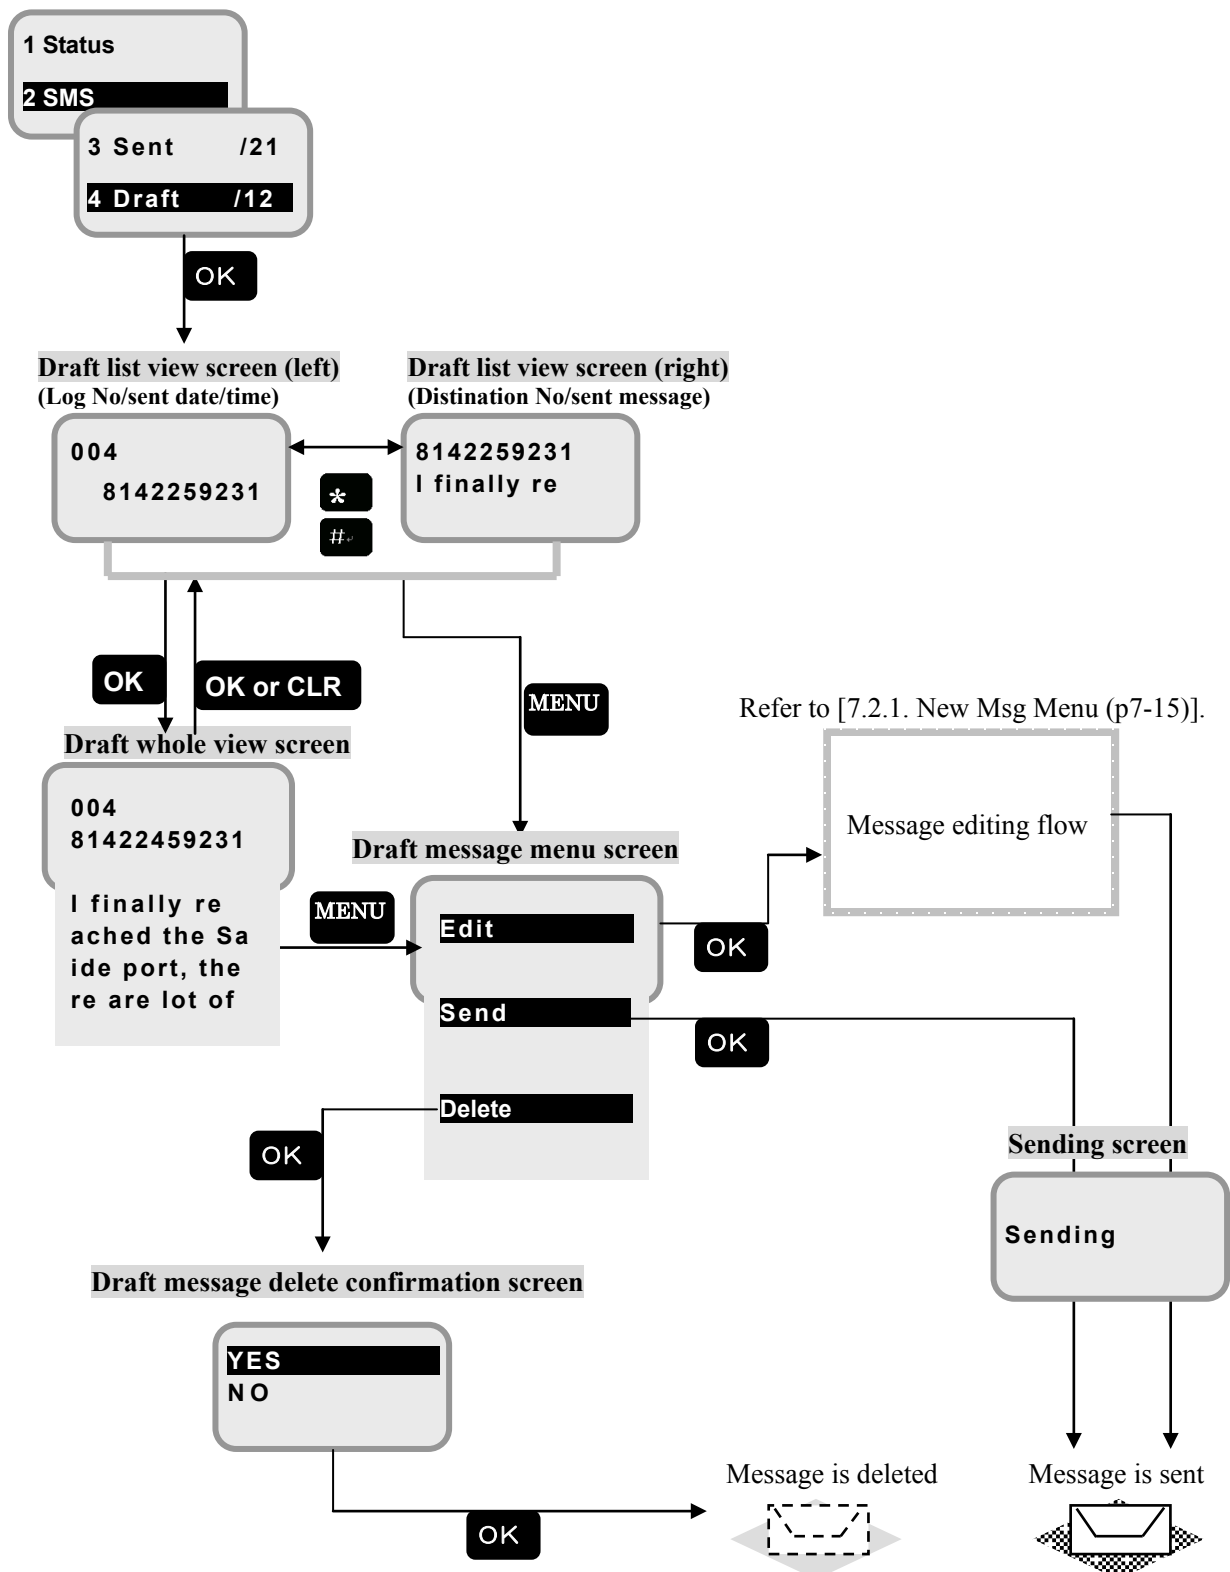 1 Status
2 SMS
3 Sent /21
4 Draft /12
OK
Draft list view screen (left)
(Log No/sent date/time)
Draft list view screen (right)
(Distination No/sent message)
004
8142259231
8142259231
I finally re
*
#
OK
OK or CLR
MENU
Refer to [7.2.1. New Msg Menu (p7-15)].
Draft whole view screen
004
81422459231
I finally re
ached the Sa
ide port, the
re are lot of
MENU
Draft message menu screen
Edit
Send
Delete
OK
Message editing flow
OK
OK
Sending screen
Sending
Draft message delete confirmation screen
YES
NO
OK
Message is deleted
Message is sent